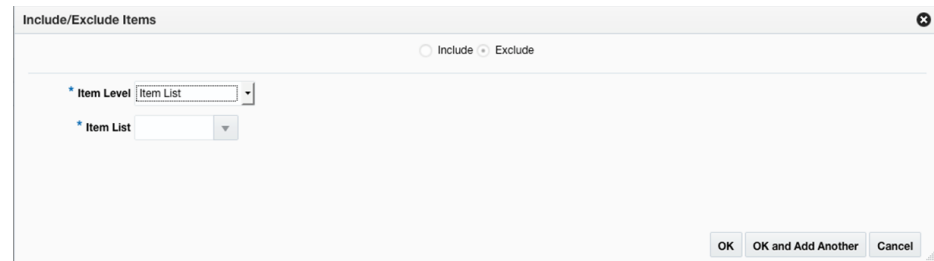 Include/Exclude Items
Include Exclude
* Item Level Item List
* Item List
OK OK and Add Another Cancel